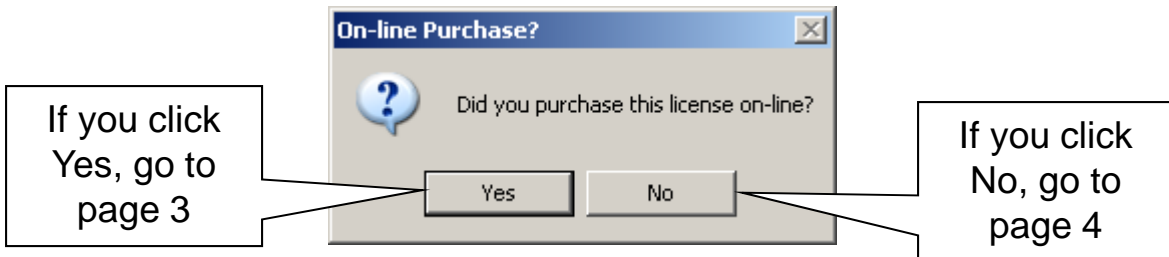 On-line Purchase?
Did you purchase this license on-line?
If you click
Yes, go to
page 3
Yes
No
If you click
No, go to
page 4